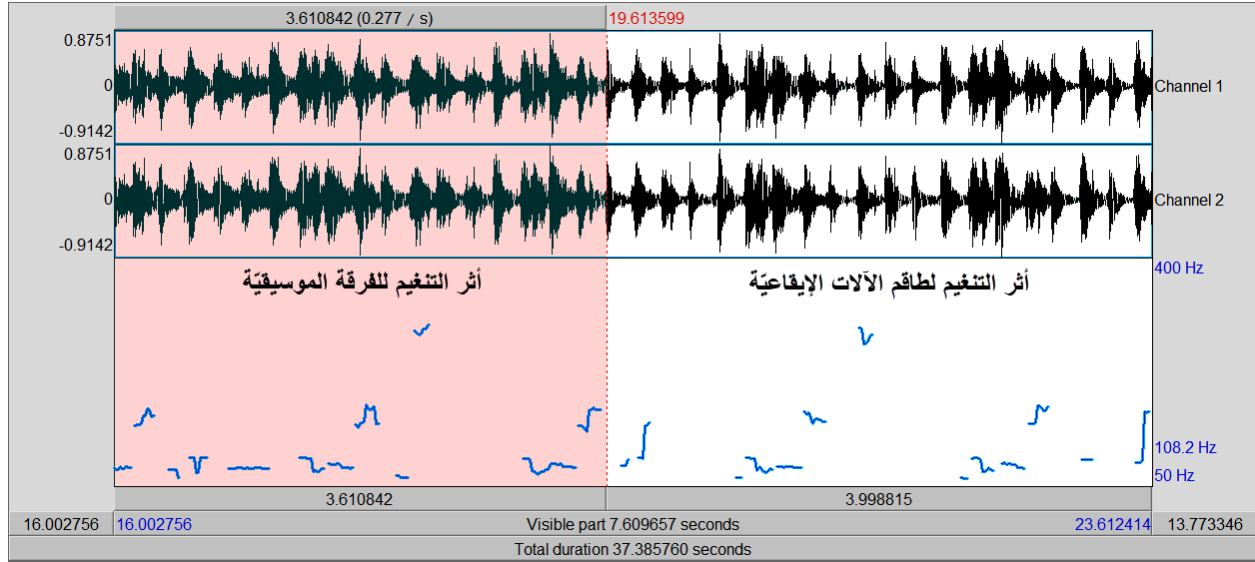 3.610842 (0.277 / s) 19.613599
0.8751
0
-0.9142
Channel 1
0.8751
0
-0.9142
Channel 2
أثر التنغيم للفرقة الموسيقيّة
أثر التنغيم لطاقم الآلات الإيقاعيّة
400 Hz
108.2 Hz
50 Hz
3.610842 3.998815
16.002756 16.002756 Visible part 7.609657 seconds 23.612414 13.773346
Total duration 37.385760 seconds